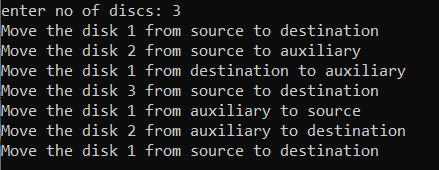 enter no of discs: 3
Move the disk 1 from source to destination
Move the disk 2 from source to auxiliary
Move the disk 1 from destination to auxiliary
Move the disk 3 from source to destination
Move the disk 1 from auxiliary to source
Move the disk 2 from auxiliary to destination
Move the disk 1 from source to destination